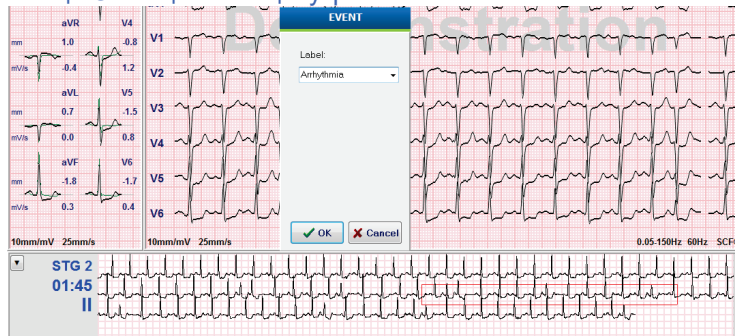 Demonstration
EVENT
Label:
Arrhythmia
OK
Cancel
aVR V4
mm 1.0 -0.8
mV/s -0.4 1.2
aVL V5
mm 0.7 -1.5
mV/s 0.0 0.8
aVF V6
mm -1.8 -1.7
mV/s 0.3 0.4
10mm/mV 25mm/s
V1
V2
V3
V4
V5
V6
10mm/mV 25mm/s
0.05-150Hz 60Hz
STG 2
01:45
II